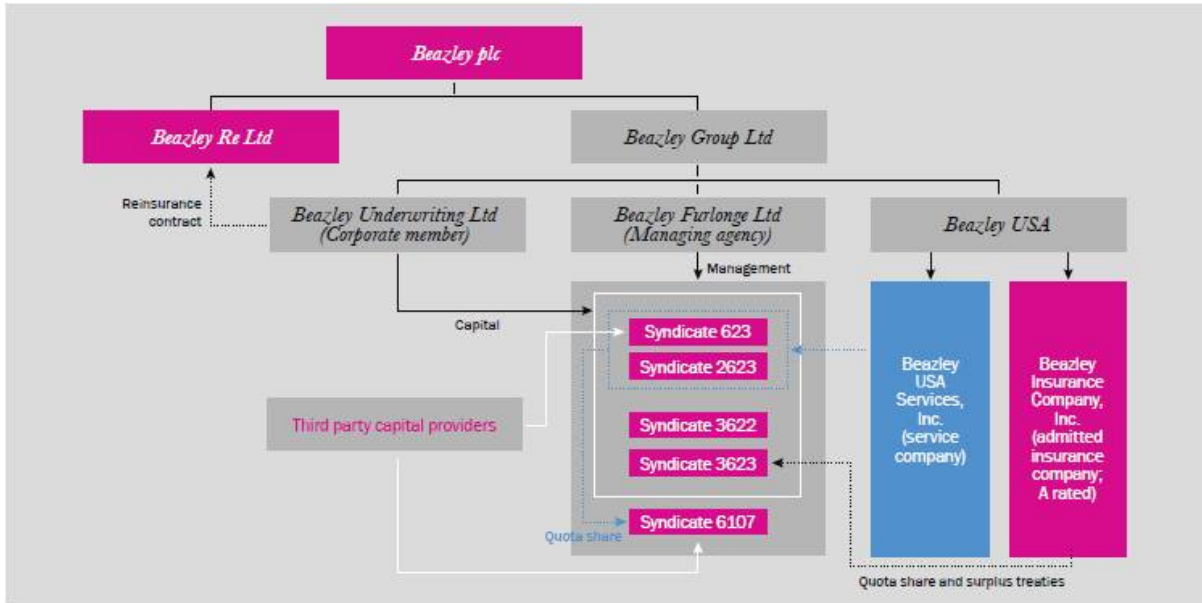 Beazley plc
Beazley Re Ltd
Beazley Group Ltd
Reinsurance
contract
Beazley Underwriting Ltd
(Corporate member)
Beazley Furlonge Ltd
(Managing agency)
Beazley USA
Management
Capital
Syndicate 623
Syndicate 2623
Third party capital providers
Syndicate 3622
Syndicate 3623
Syndicate 6107
Quota share
Beazley
USA
Services,
Inc.
(service
company)
Beazley
Insurance
Company,
Inc.
(admitted
insurance
company;
A rated)
Quota share and surplus treaties